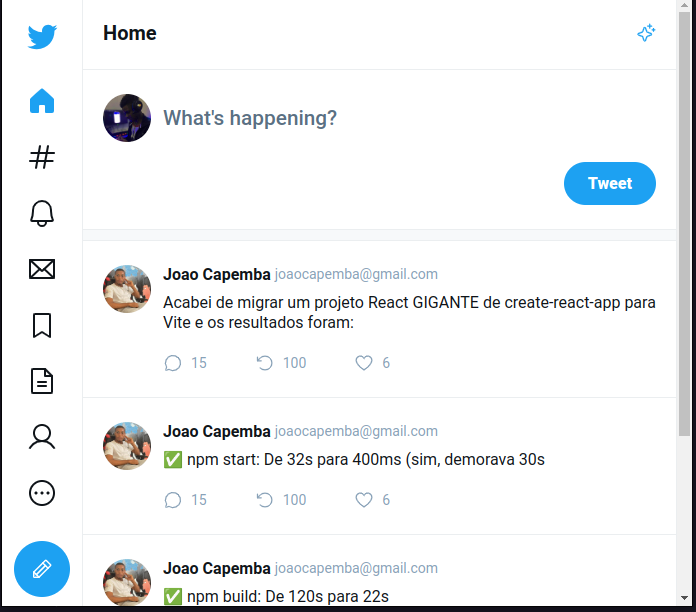 Home
What's happening?
Tweet
Joao Capemba joaocapemba@gmail.com
Acabei de migrar um projeto React GIGANTE de create-react-app para
Vite e os resultados foram:
15 100 6
Joao Capemba joaocapemba@gmail.com
✅ npm start: De 32s para 400ms (sim, demorava 30s
15 100 6
Joao Capemba joaocapemba@gmail.com
✅ npm build: De 120s para 22s